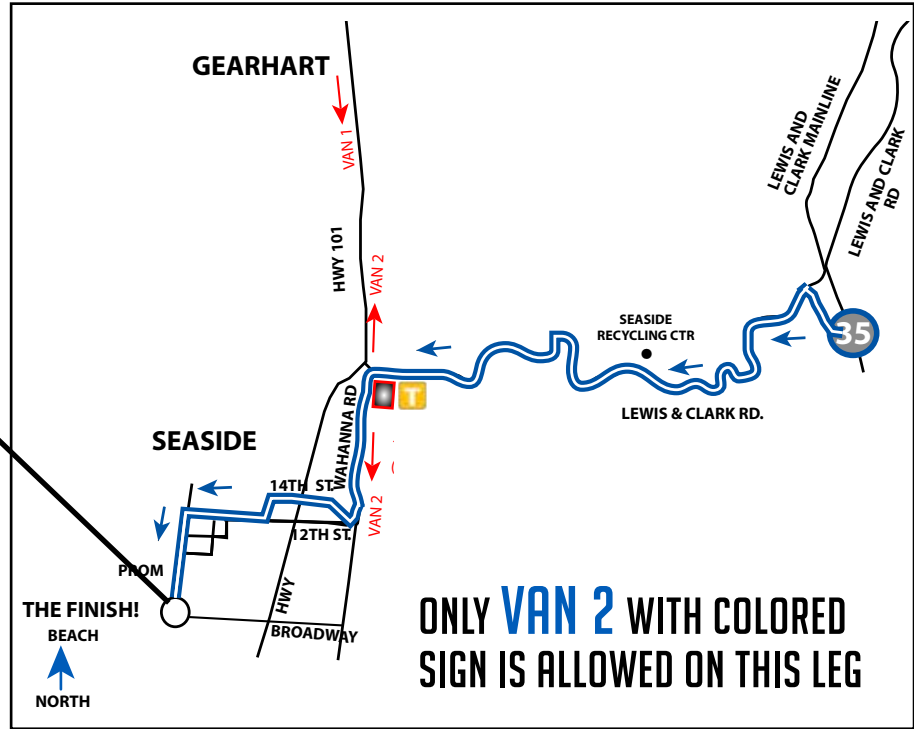 GEARHART
VAN 1
HWY 101
VAN 2
LEWIS AND
CLARK MAINLINE
LEWIS AND CLARK
RD
35
SEASIDE
RECYCLING CTR
LEWIS & CLARK RD.
T
WAHANNA RD
SEASIDE
14TH ST.
VAN 2
12TH ST.
PROM
THE FINISH!
BEACH
HWY
BROADWAY
NORTH
ONLY VAN 2 WITH COLORED
SIGN IS ALLOWED ON THIS LEG